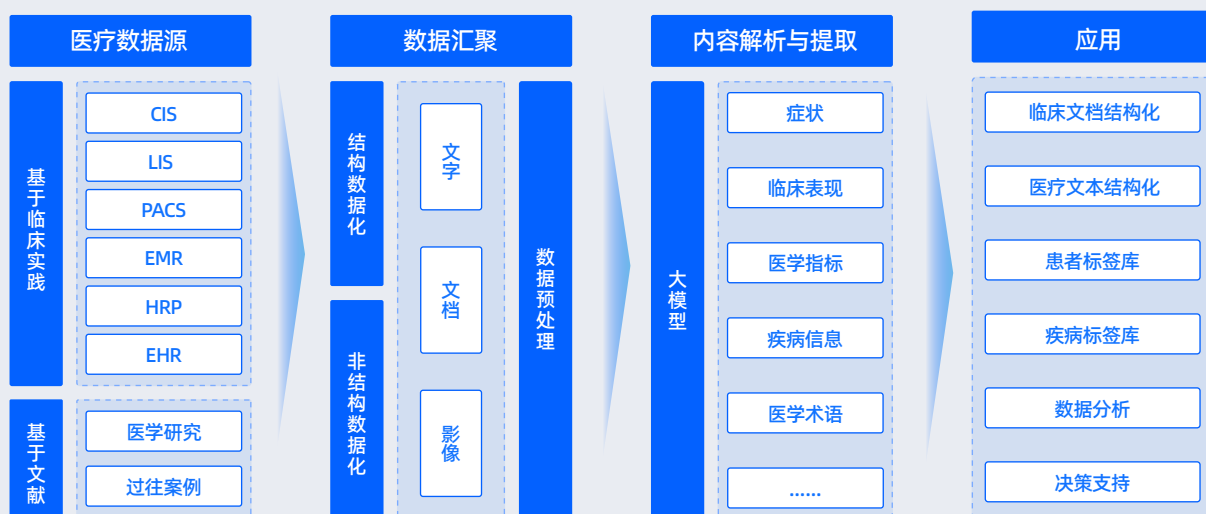 医疗数据源
基于临床实践
CIS
LIS
PACS
EMR
HRP
EHR
基于文献
医学研究
过往案例
数据汇聚
结构数据化
非结构数据化
文字
文档
影像
数据预处理
内容解析与提取
大模型
症状
临床表现
医学指标
疾病信息
医学术语
......
应用
临床文档结构化
医疗文本结构化
患者标签库
疾病标签库
数据分析
决策支持